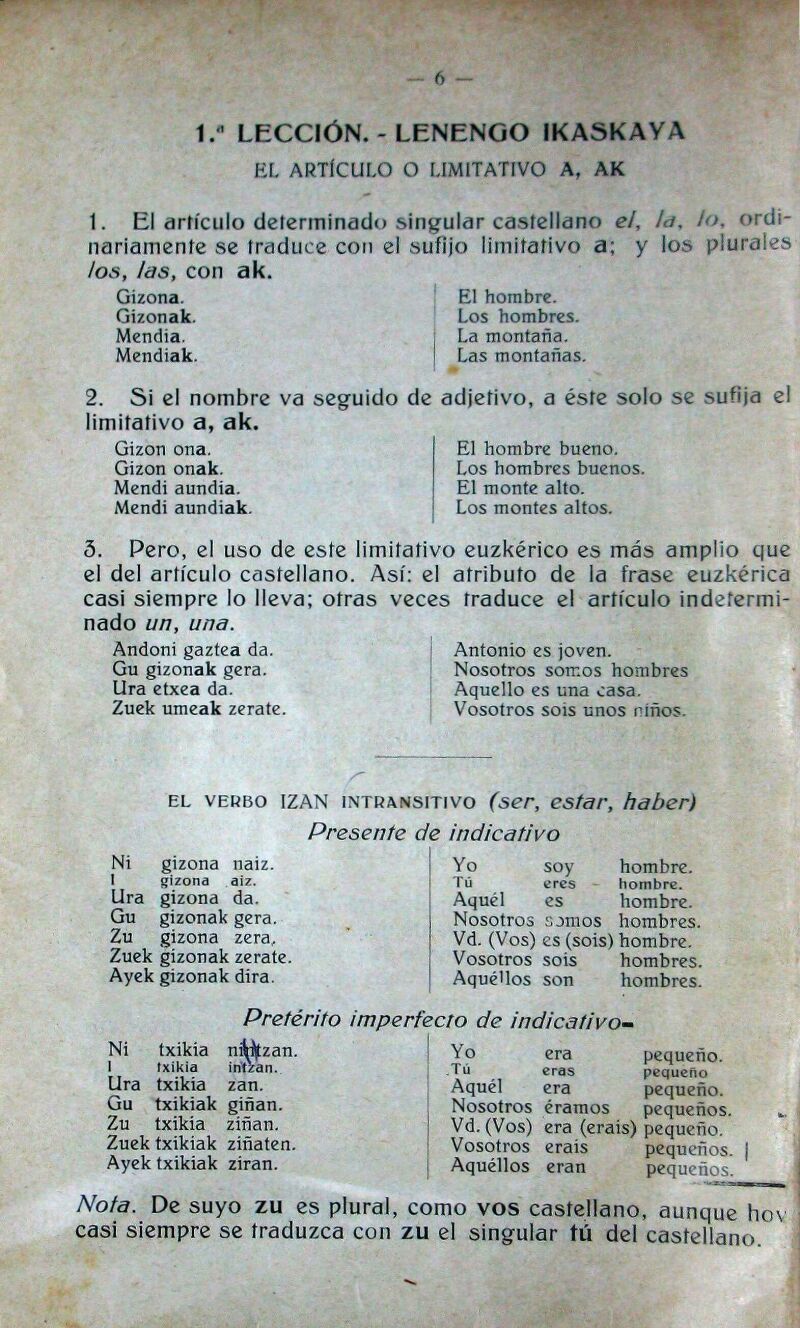 — 6 —
1.ª LECCIÓN. - LENENGO IKASKAYA
EL ARTÍCULO O LIMITATIVO A, AK
1. El artículo determinado singular castellano el, la, lo, ordi-
nariamente se traduce con el sufijo limitativo a; y los plurales
los, las, con ak.
Gizona. El hombre.
Gizonak. Los hombres.
Mendia. La montaña.
Mendiak. Las montañas.
2. Si el nombre va seguido de adjetivo, a éste solo se sufija el
limitativo a, ak.
Gizon ona. El hombre bueno.
Gizon onak. Los hombres buenos.
Mendi aundia. El monte alto.
Mendi aundiak. Los montes altos.
3. Pero, el uso de este limitativo euzkérico es más amplio que
el del artículo castellano. Así: el atributo de la frase euzkérica
casi siempre lo lleva; otras veces traduce el artículo indetermi-
nado un, una.
Andoni gaztea da. Antonio es joven.
Gu gizonak gera. Nosotros somos hombres
Ura etxea da. Aquello es una casa.
Zuek umeak zerate. Vosotros sois unos niños.
EL VERBO IZAN INTRANSITIVO (ser, estar, haber)
Presente de indicativo
Ni gizona naiz. Yo soy hombre.
I gizona aiz. Tú eres hombre.
Ura gizona da. Aquél es hombre.
Gu gizonak gera. Nosotros somos hombres.
Zu gizona zera. Vd. (Vos) es (sois) hombre.
Zuek gizonak zerate. Vosotros sois hombres.
Ayek gizonak dira. Aquéllos son hombres.
Pretérito imperfecto de indicativo
Ni txikia Yo era pequeño.
I txikia intzan. Tú eras pequeño
Ura txikia zan. Aquél era pequeño.
Gu txikiak giñan. Nosotros éramos pequeños.
Zu txikia ziñan. Vd. (Vos) era (erais) pequeño.
Zuek txikiak ziñaten. Vosotros erais pequeños.
Ayek txikiak ziran. Aquéllos eran pequeños.
Nota. De suyo zu es plural, como vos castellano, aunque hoy
casi siempre se traduzca con zu el singular tú del castellano.